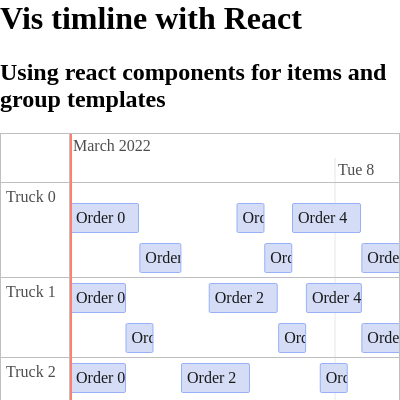 Vis timline with React
Using react components for items and
group templates
March 2022
Tue 8
Truck 0
Order 0
Ord
Order 4
Order
Ord
Orde
Truck 1
Order 0
Order 2
Order 4
Ord
Ord
Orde
Truck 2
Order 0
Order 2
Ord